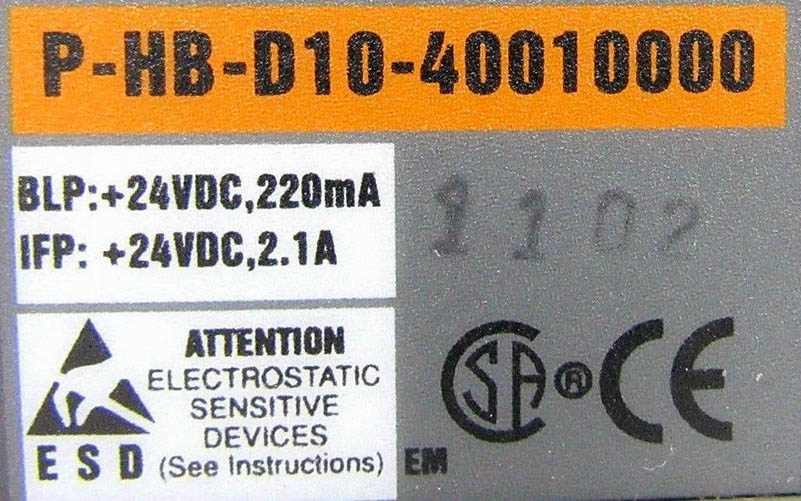 P-HB-D10-40010000
BLP:+24VDC,220mA
IFP: +24VDC,2.1A
1102
ATTENTION
ELECTROSTATIC
SENSITIVE
DEVICES
(See Instructions)
ESD
SA ® CE
EM